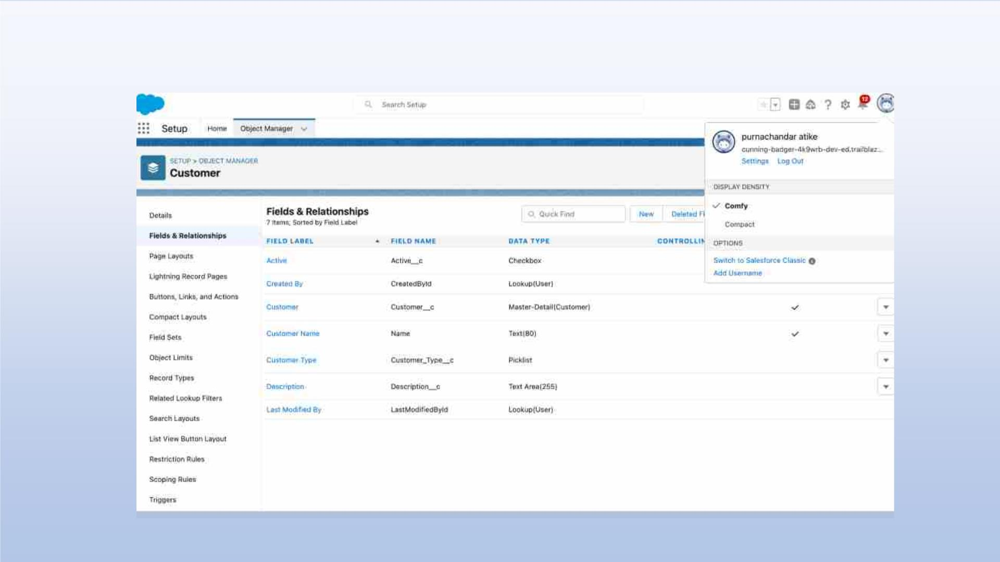 Search Setup
12
Setup Home Object Manager
purnachandar atike
cunning-badger-4k9wrb-dev-ed.trailblaz...
Settings Log Out
SETUP > OBJECT MANAGER
Customer
DISPLAY DENSITY
Comfy
Compact
OPTIONS
Switch to Salesforce Classic
Add Username
Details
Fields & Relationships
Page Layouts
Lightning Record Pages
Buttons, Links, and Actions
Compact Layouts
Field Sets
Object Limits
Record Types
Related Lookup Filters
Search Layouts
List View Button Layout
Restriction Rules
Scoping Rules
Triggers
Fields & Relationships
7 Items, Sorted by Field Label
Quick Find New Deleted Fi
FIELD LABEL FIELD NAME DATA TYPE CONTROLLIN
Active Active__c Checkbox
Created By CreatedById Lookup(User)
Customer Customer__c Master-Detail(Customer)
Customer Name Name Text(80)
Customer Type Customer_Type__c Picklist
Description Description__c Text Area(255)
Last Modified By LastModifiedById Lookup(User)